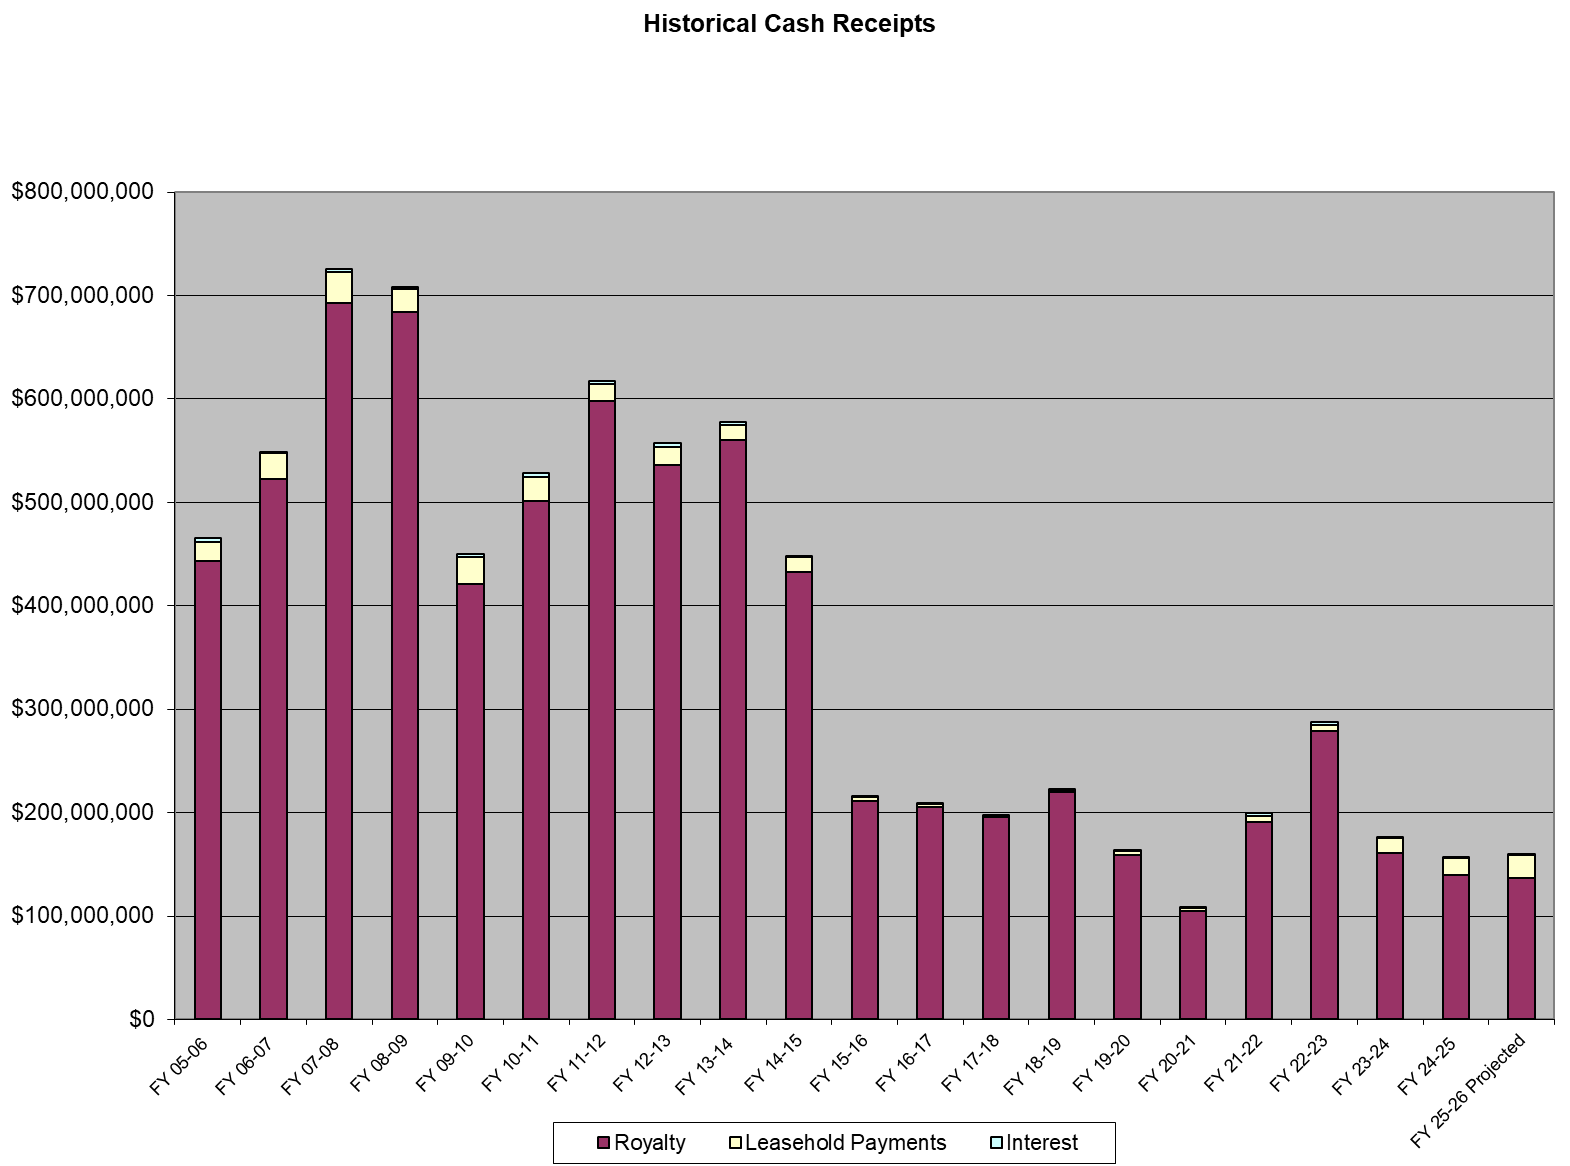 Historical Cash Receipts
$800,000,000
$700,000,000
$600,000,000
$500,000,000
$400,000,000
$300,000,000
$200,000,000
$100,000,000
$0
FY 05-06
FY 06-07
FY 07-08
FY 08-09
FY 09-10
FY 10-11
FY 11-12
FY 12-13
FY 13-14
FY 14-15
FY 15-16
FY 16-17
FY 17-18
FY 18-19
FY 19-20
FY 20-21
FY 21-22
FY 22-23
FY 23-24
FY 24-25
FY 25-26 Projected
Royalty
Leasehold Payments
Interest